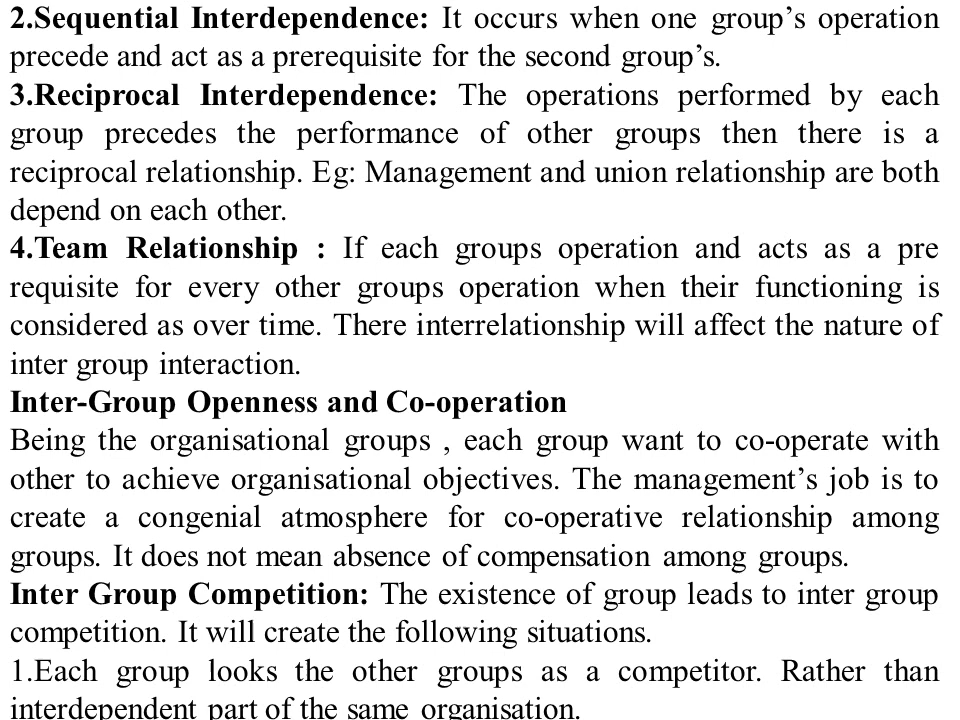 2.Sequential Interdependence: It occurs when one group’s operation
precede and act as a prerequisite for the second group’s.
3.Reciprocal Interdependence: The operations performed by each
group precedes the performance of other groups then there is a
reciprocal relationship. Eg: Management and union relationship are both
depend on each other.
4.Team Relationship : If each groups operation and acts as a pre
requisite for every other groups operation when their functioning is
considered as over time. There interrelationship will affect the nature of
inter group interaction.
Inter-Group Openness and Co-operation
Being the organisational groups , each group want to co-operate with
other to achieve organisational objectives. The management’s job is to
create a congenial atmosphere for co-operative relationship among
groups. It does not mean absence of compensation among groups.
Inter Group Competition: The existence of group leads to inter group
competition. It will create the following situations.
1.Each group looks the other groups as a competitor. Rather than
interdependent part of the same organisation.